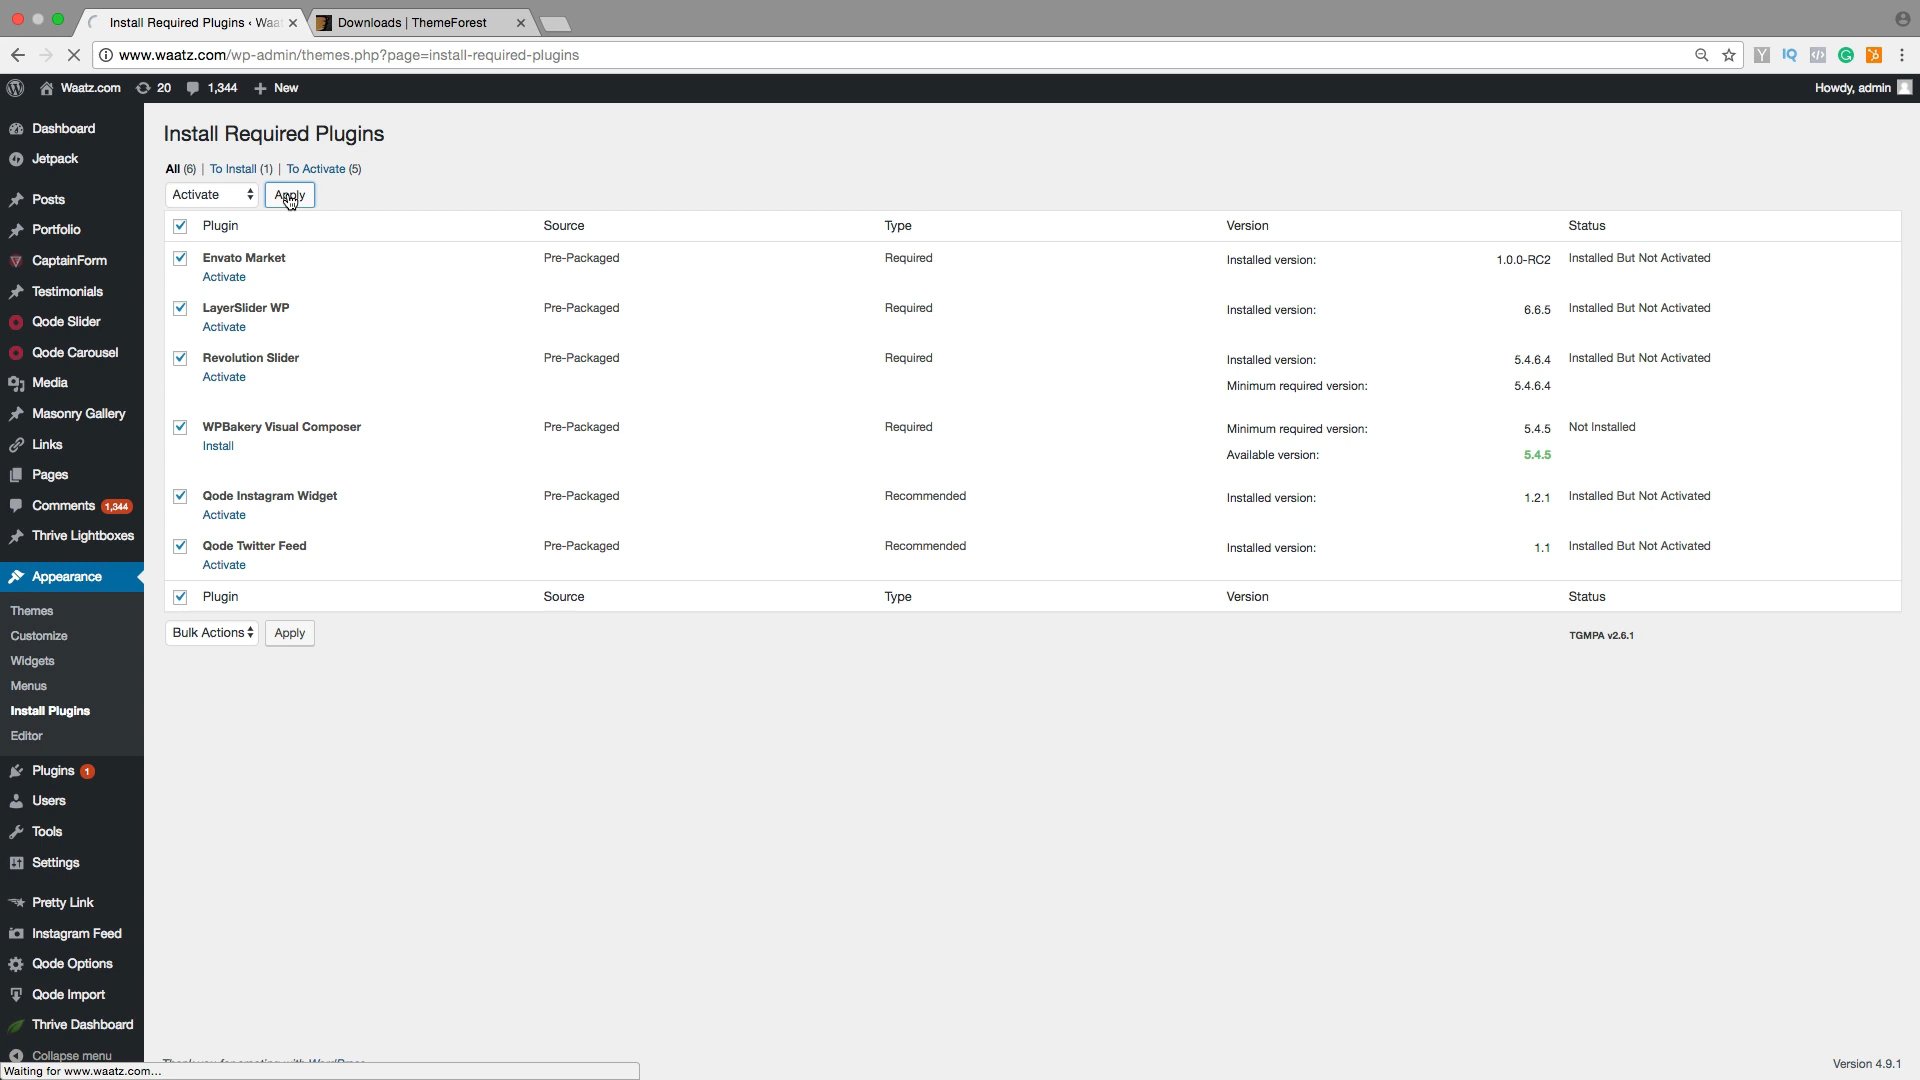 Install Required Plugins ‹ Waa
Downloads | ThemeForest
www.waatz.com/wp-admin/themes.php?page=install-required-plugins
Waatz.com 20 1,344 + New
Howdy, admin
Dashboard
Jetpack
Posts
Portfolio
CaptainForm
Testimonials
Qode Slider
Qode Carousel
Media
Masonry Gallery
Links
Pages
Comments 1,344
Thrive Lightboxes
Appearance
Themes
Customize
Widgets
Menus
Install Plugins
Editor
Plugins 1
Users
Tools
Settings
Pretty Link
Instagram Feed
Qode Options
Qode Import
Thrive Dashboard
Collapse menu
Install Required Plugins
All (6) | To Install (1) | To Activate (5)
Activate Apply
Plugin Source Type Version Status
Envato Market Pre-Packaged Required Installed version: 1.0.0-RC2 Installed But Not Activated
Activate
LayerSlider WP Pre-Packaged Required Installed version: 6.6.5 Installed But Not Activated
Activate
Revolution Slider Pre-Packaged Required Installed version: 5.4.6.4 Installed But Not Activated
Activate Minimum required version: 5.4.6.4
WPBakery Visual Composer Pre-Packaged Required Minimum required version: 5.4.5 Not Installed
Install Available version: 5.4.5
Qode Instagram Widget Pre-Packaged Recommended Installed version: 1.2.1 Installed But Not Activated
Activate
Qode Twitter Feed Pre-Packaged Recommended Installed version: 1.1 Installed But Not Activated
Activate
Plugin Source Type Version Status
Bulk Actions Apply
TGMPA v2.6.1
Version 4.9.1
Waiting for www.waatz.com...